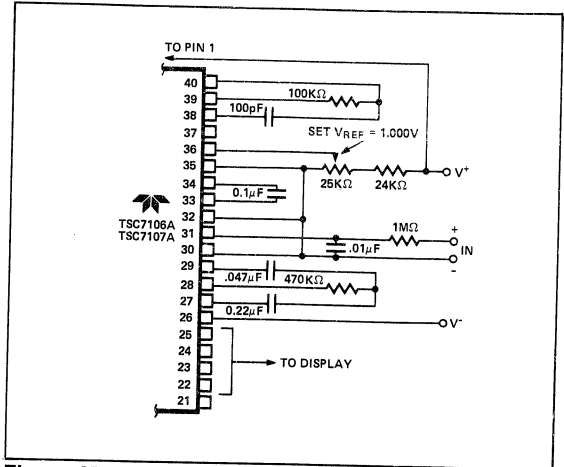 TO PIN 1
40
39
38
37
36
35
34
33
32
31
30
29
28
27
26
25
24
23
22
21
100KΩ
100pF
SET VREF = 1.000V
25KΩ
24KΩ
V+
0.1μF
TSC7106A
TSC7107A
1MΩ
+
IN
-
.01μF
.047μF
470KΩ
0.22μF
V-
TO DISPLAY